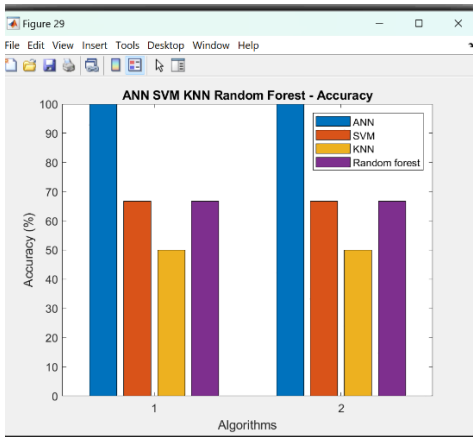 Figure 29
File Edit View Insert Tools Desktop Window Help
ANN SVM KNN Random Forest - Accuracy
100
90
80
70
60
50
40
30
20
10
0
Accuracy (%)
ANN
SVM
KNN
Random forest
1 2
Algorithms